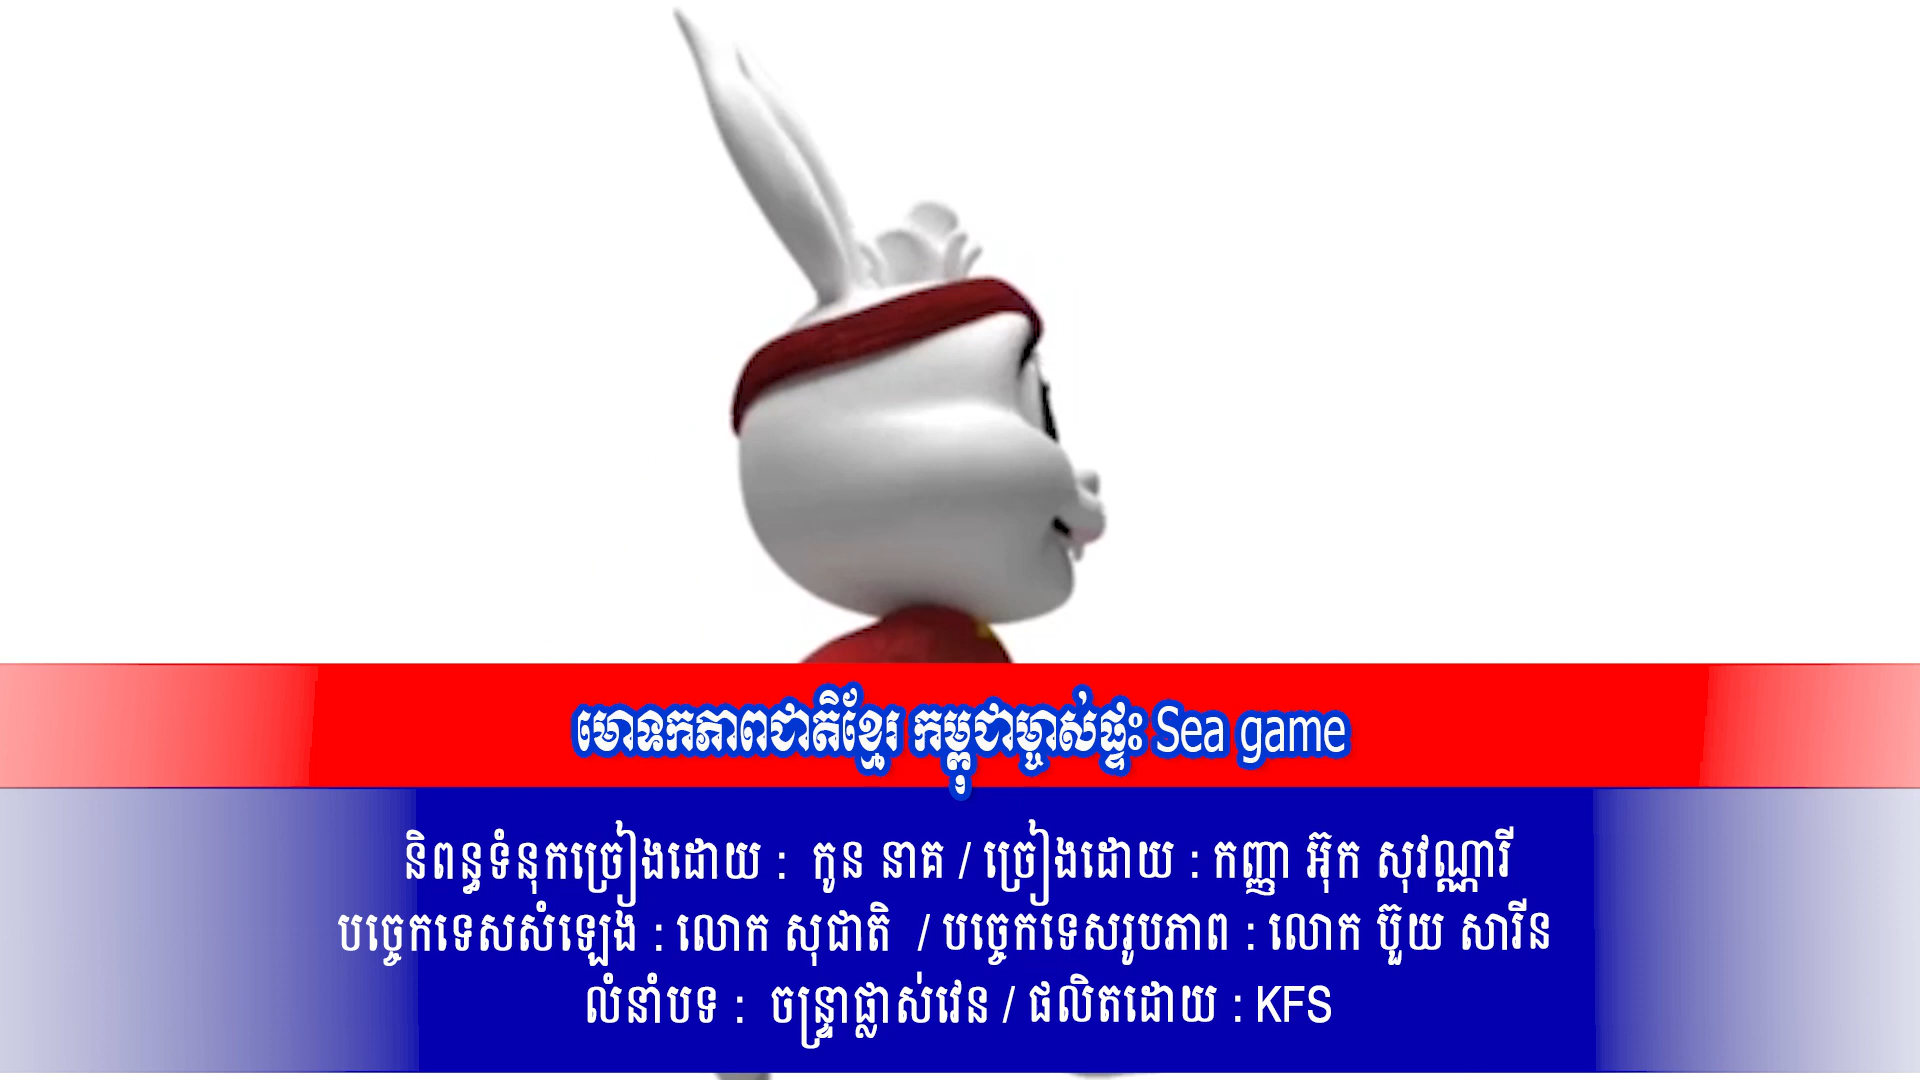 មោទកភាពជាតិខ្មែរ កម្ពុជាម្ចាស់ផ្ទះ Sea game
និពន្ធទំនុកច្រៀងដោយ : កូន នាគ / ច្រៀងដោយ : កញ្ញា អ៊ុក សុវណ្ណារី
បច្ចេកទេសសំឡេង : លោក សុជាតិ / បច្ចេកទេសរូបភាព : លោក ប៊ួយ សារីន
លំនាំបទ : ចន្ទ្រាផ្លាស់វេន / ផលិតដោយ : KFS